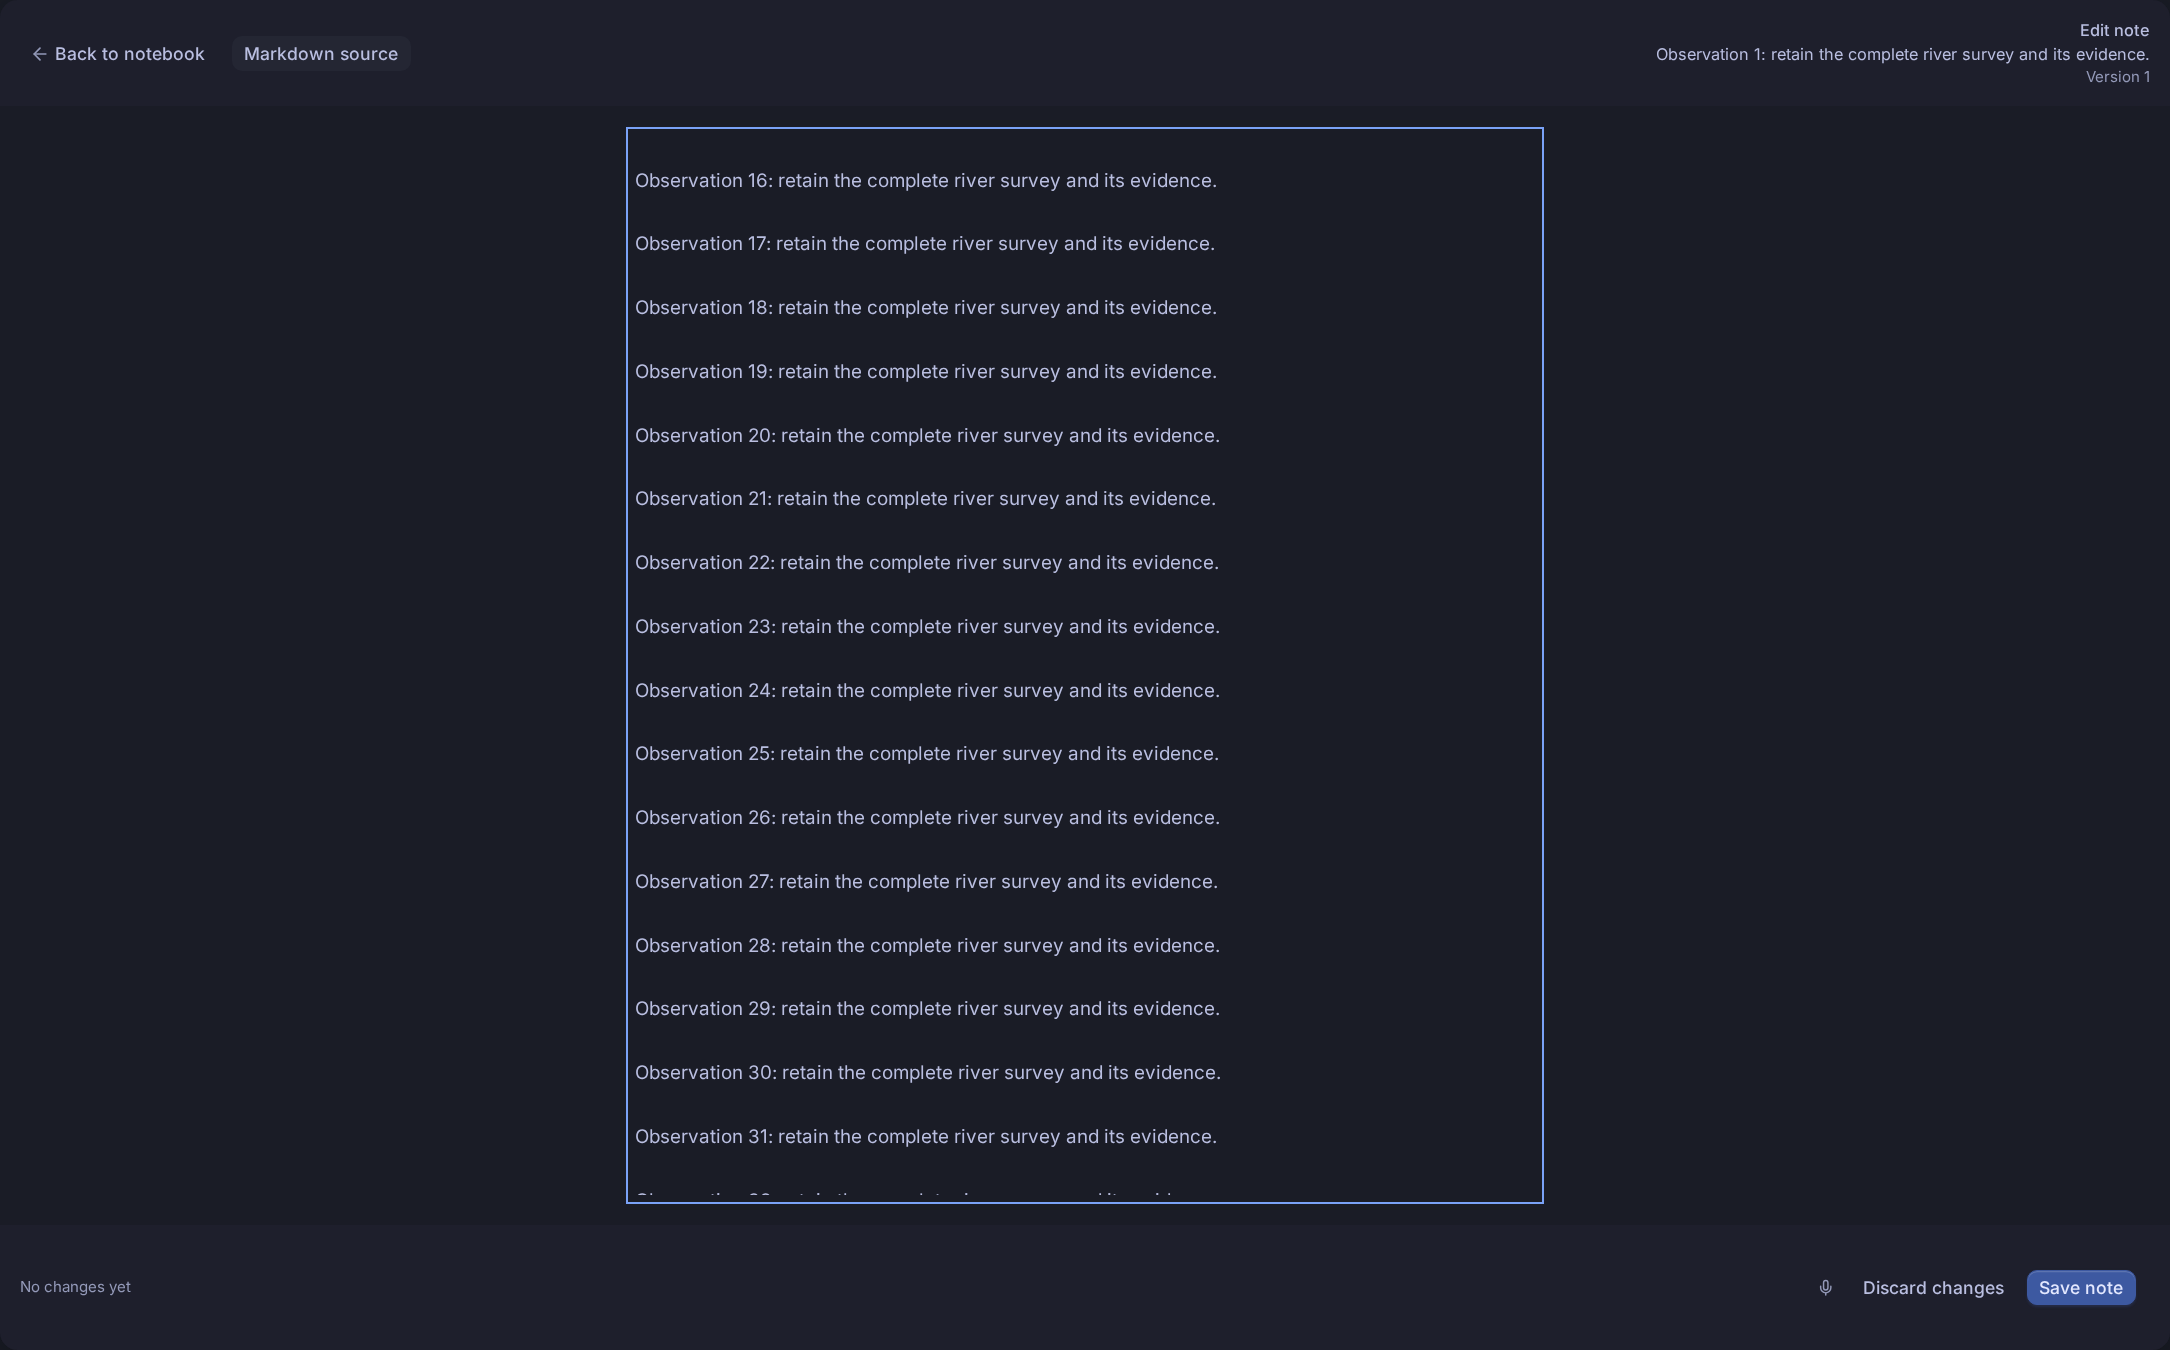 Back to notebook
Markdown source
Edit note
Observation 1: retain the complete river survey and its evidence.
Version 1
Observation 16: retain the complete river survey and its evidence.
Observation 17: retain the complete river survey and its evidence.
Observation 18: retain the complete river survey and its evidence.
Observation 19: retain the complete river survey and its evidence.
Observation 20: retain the complete river survey and its evidence.
Observation 21: retain the complete river survey and its evidence.
Observation 22: retain the complete river survey and its evidence.
Observation 23: retain the complete river survey and its evidence.
Observation 24: retain the complete river survey and its evidence.
Observation 25: retain the complete river survey and its evidence.
Observation 26: retain the complete river survey and its evidence.
Observation 27: retain the complete river survey and its evidence.
Observation 28: retain the complete river survey and its evidence.
Observation 29: retain the complete river survey and its evidence.
Observation 30: retain the complete river survey and its evidence.
Observation 31: retain the complete river survey and its evidence.
No changes yet
Discard changes
Save note